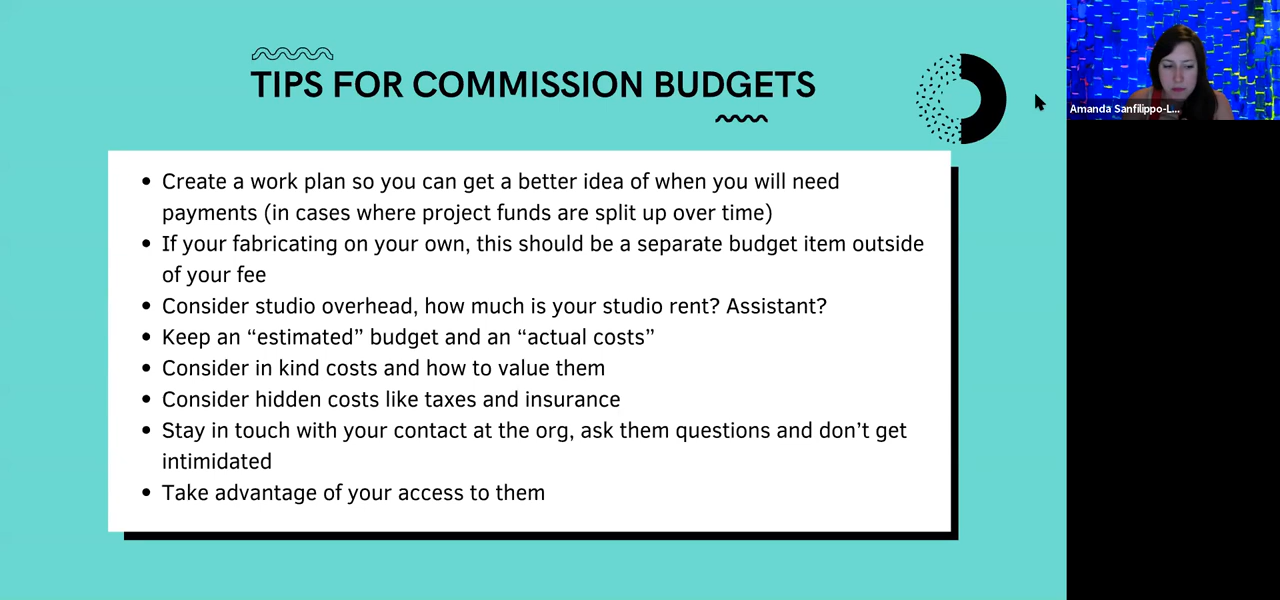 TIPS FOR COMMISSION BUDGETS
Amanda Sanfilippo-L...
• Create a work plan so you can get a better idea of when you will need
payments (in cases where project funds are split up over time)
• If your fabricating on your own, this should be a separate budget item outside
of your fee
• Consider studio overhead, how much is your studio rent? Assistant?
• Keep an “estimated” budget and an “actual costs”
• Consider in kind costs and how to value them
• Consider hidden costs like taxes and insurance
• Stay in touch with your contact at the org, ask them questions and don’t get
intimidated
• Take advantage of your access to them